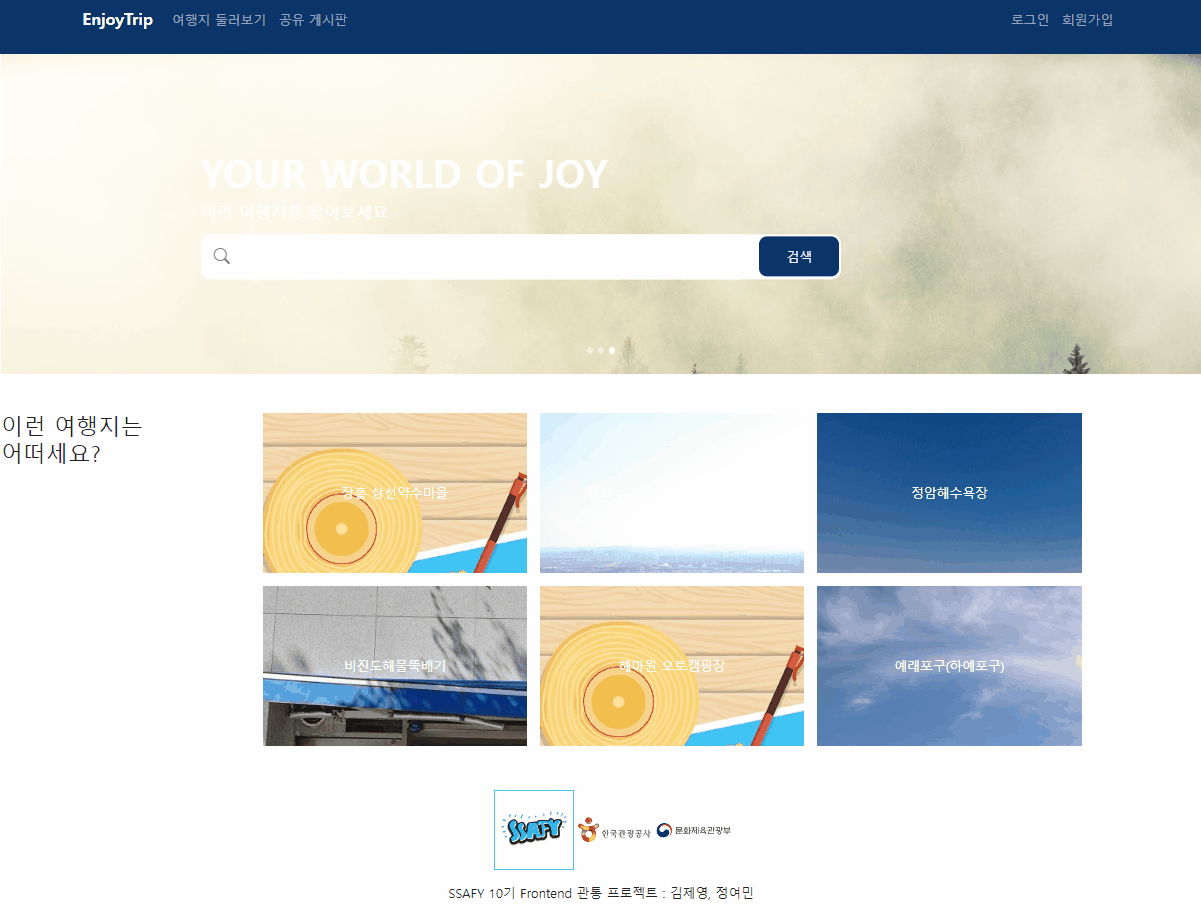 EnjoyTrip 여행지 둘러보기 공유 게시판 로그인 회원가입
YOUR WORLD OF JOY
여러 여행지를 찾아보세요
검색
이런 여행지는
어떠세요?
장흥 상선약수마을
정암해수욕장
비진도해물뚝배기
해마원 오토캠핑장
예래포구(하예포구)
SSAFY
한국관광공사
문화체육관광부
SSAFY 10기 Frontend 관통 프로젝트 : 김제영, 정여민